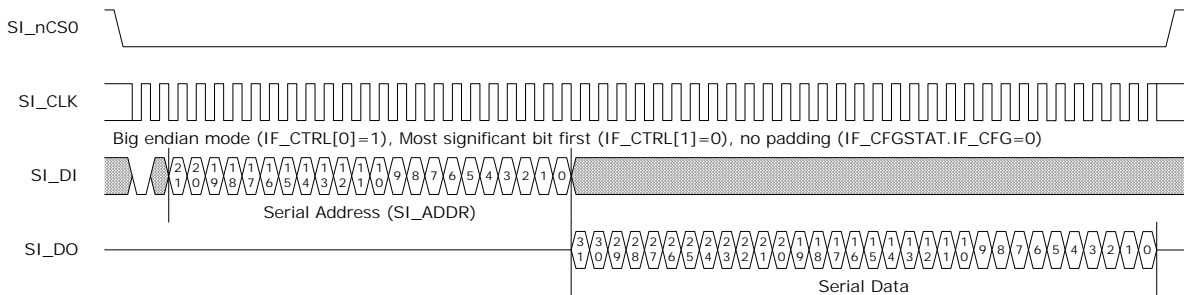 SI_nCS0
SI_CLK
Big endian mode (IF_CTRL[0]=1), Most significant bit first (IF_CTRL[1]=0), no padding (IF_CFGSTAT.IF_CFG=0)
SI_DI
21 20 19 18 17 16 15 14 13 12 11 10 9 8 7 6 5 4 3 2 1 0
Serial Address (SI_ADDR)
SI_DO
31 30 29 28 27 26 25 24 23 22 21 20 19 18 17 16 15 14 13 12 11 10 9 8 7 6 5 4 3 2 1 0
Serial Data